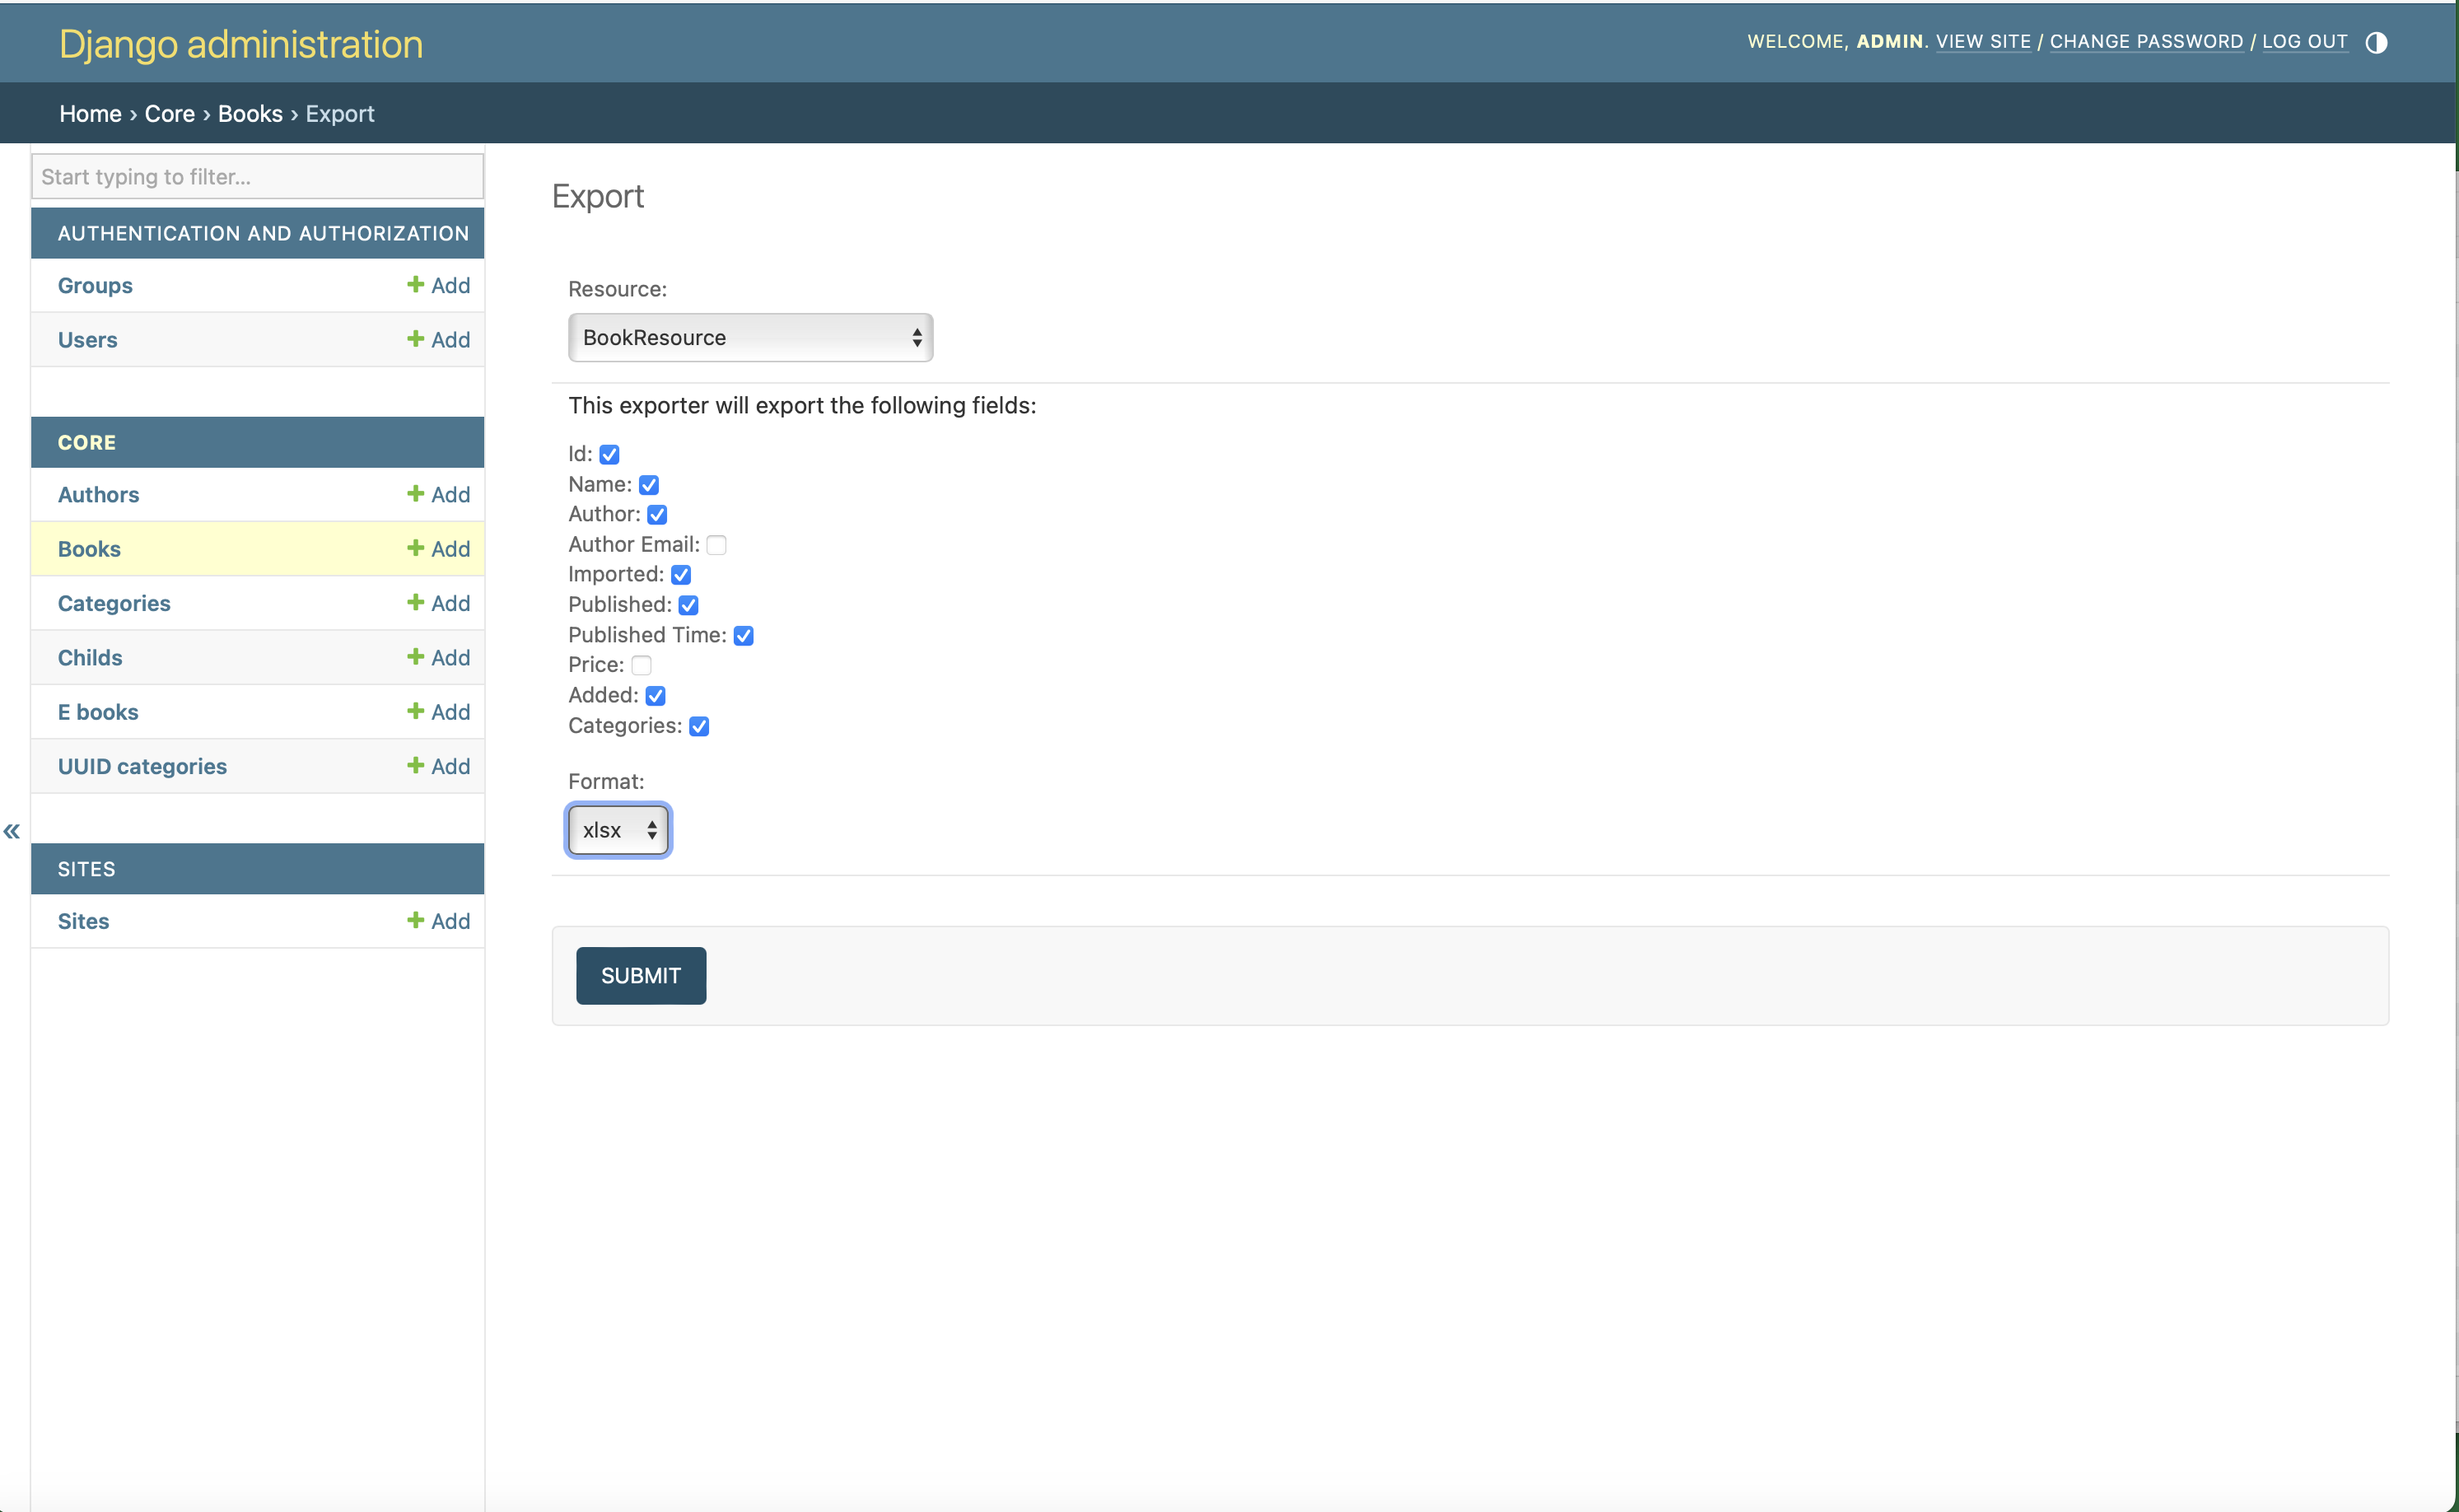 Django administration
WELCOME, ADMIN. VIEW SITE / CHANGE PASSWORD / LOG OUT
Home › Core › Books › Export
Start typing to filter...
AUTHENTICATION AND AUTHORIZATION
Groups + Add
Users + Add
CORE
Authors + Add
Books + Add
Categories + Add
Childs + Add
E books + Add
UUID categories + Add
«
SITES
Sites + Add
Export
Resource:
BookResource
This exporter will export the following fields:
Id:
Name:
Author:
Author Email:
Imported:
Published:
Published Time:
Price:
Added:
Categories:
Format:
xlsx
SUBMIT